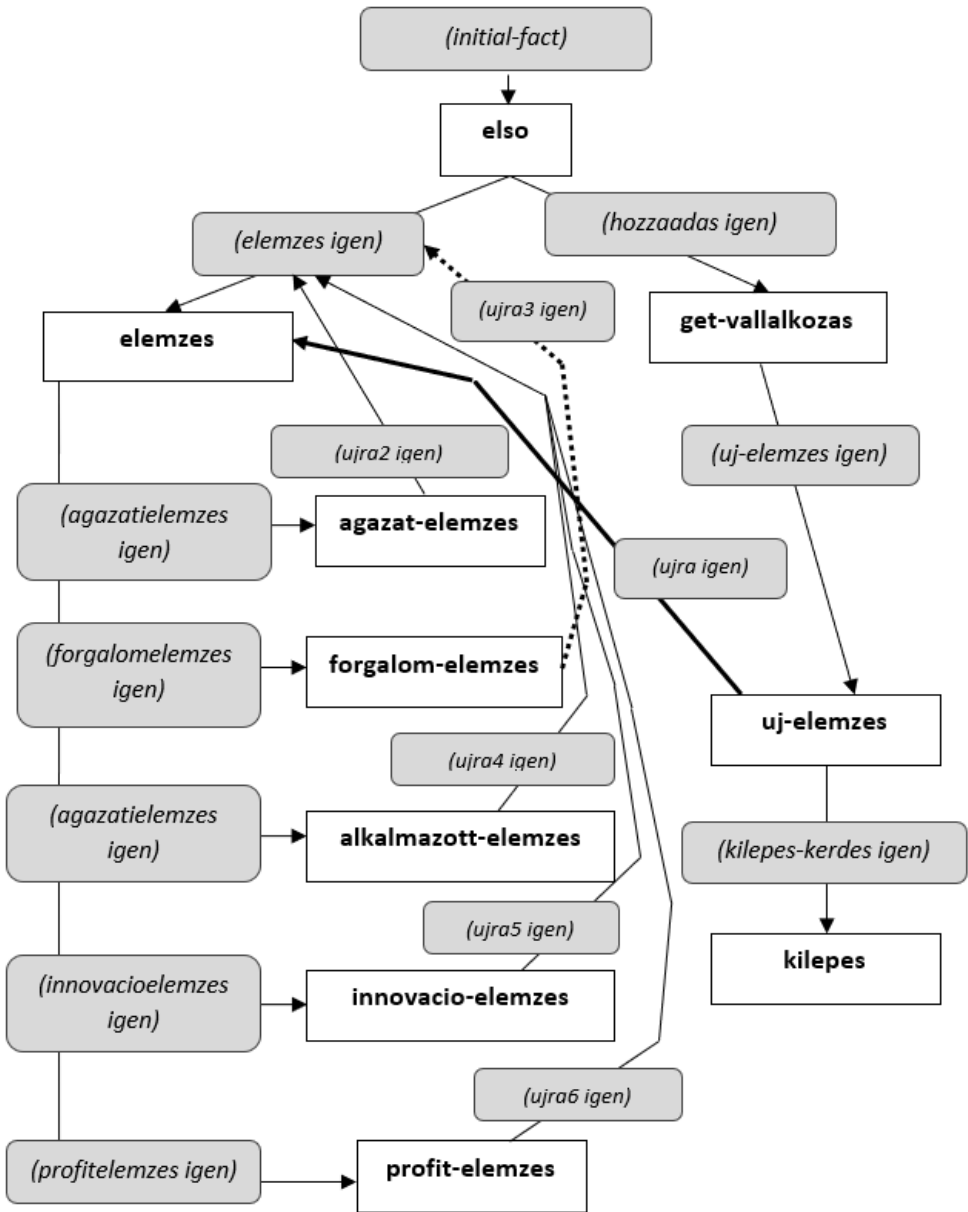 (initial-fact)
elso
(elemzes igen)
(hozzaadas igen)
(ujra3 igen)
elemzes
get-vallalkozas
(ujra2 igen)
(uj-elemzes igen)
(agazatielemzes
igen)
agazat-elemzes
(ujra igen)
(forgalomelemzes
igen)
forgalom-elemzes
uj-elemzes
(ujra4 igen)
(agazatielemzes
igen)
alkalmazott-elemzes
(kilepes-kerdes igen)
(ujra5 igen)
(innovacioelemzes
igen)
innovacio-elemzes
kilepes
(ujra6 igen)
(profitelemzes igen)
profit-elemzes